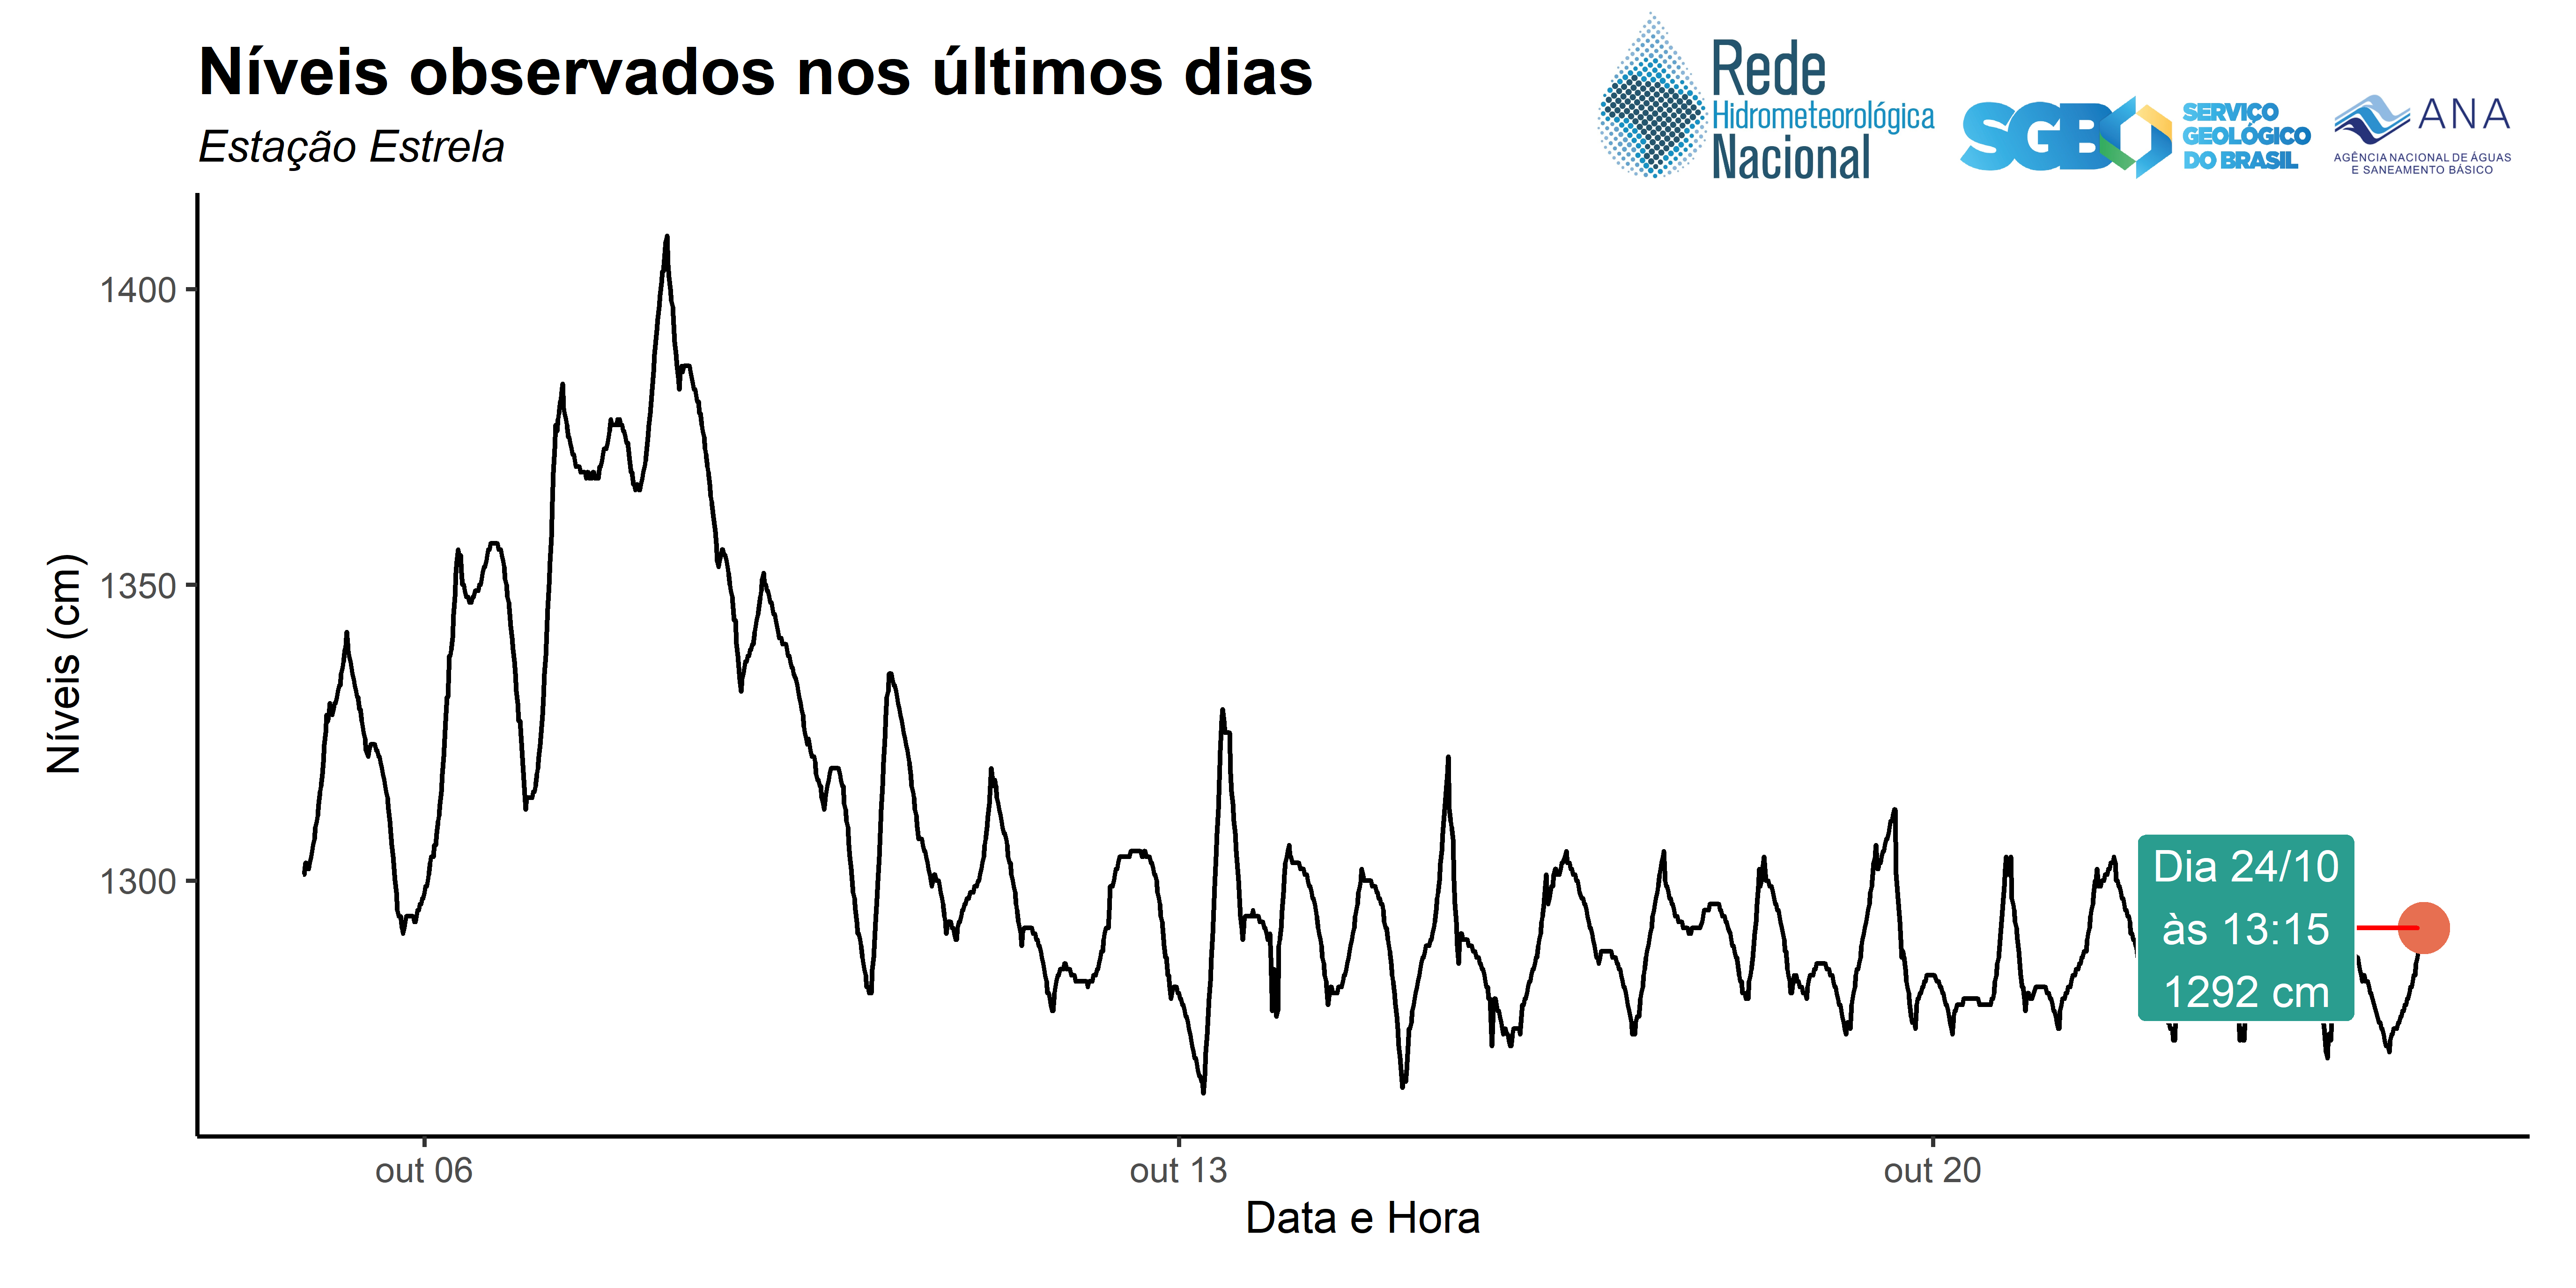 Níveis observados nos últimos dias
Estação Estrela
Rede
Hidrometeorológica
Nacional
SGB
SERVIÇO
GEOLÓGICO
DO BRASIL
ANA
AGÊNCIA NACIONAL DE ÁGUAS
E SANEAMENTO BÁSICO
Níveis (cm)
1400
1350
1300
Dia 24/10
às 13:15
1292 cm
out 06
out 13
out 20
Data e Hora